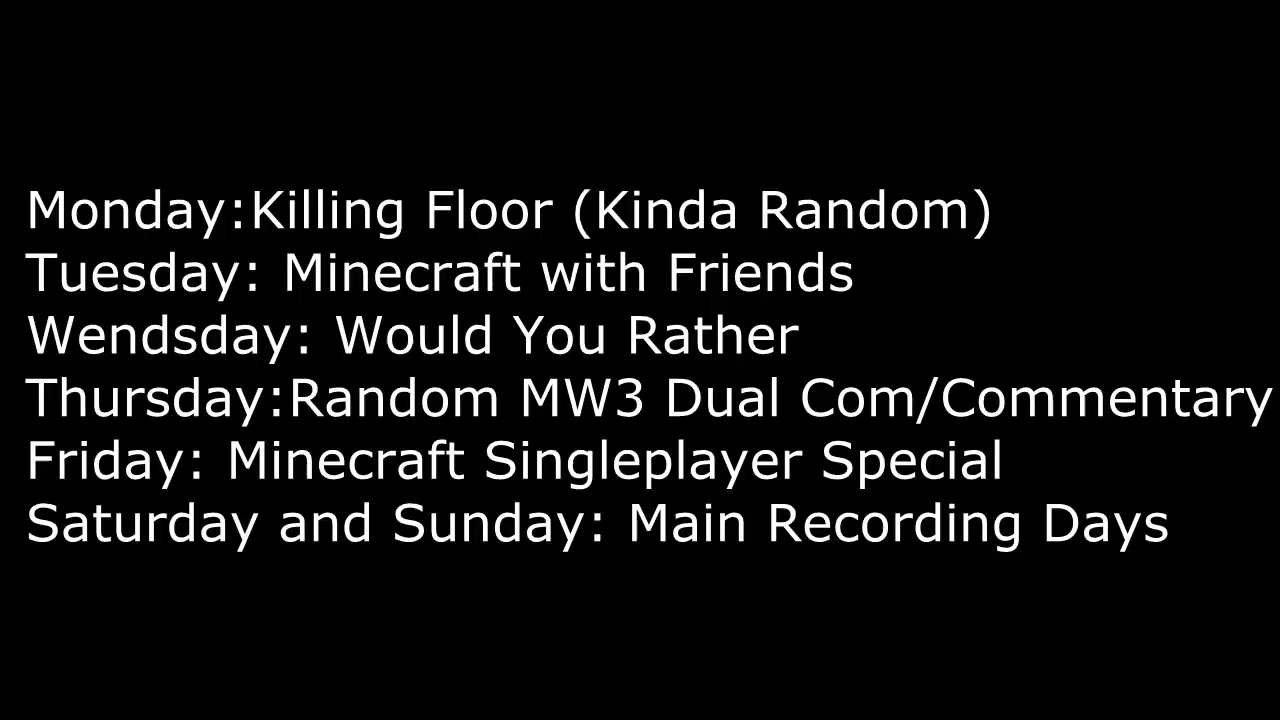 Monday:Killing Floor (Kinda Random)
Tuesday: Minecraft with Friends
Wendsday: Would You Rather
Thursday:Random MW3 Dual Com/Commentary
Friday: Minecraft Singleplayer Special
Saturday and Sunday: Main Recording Days